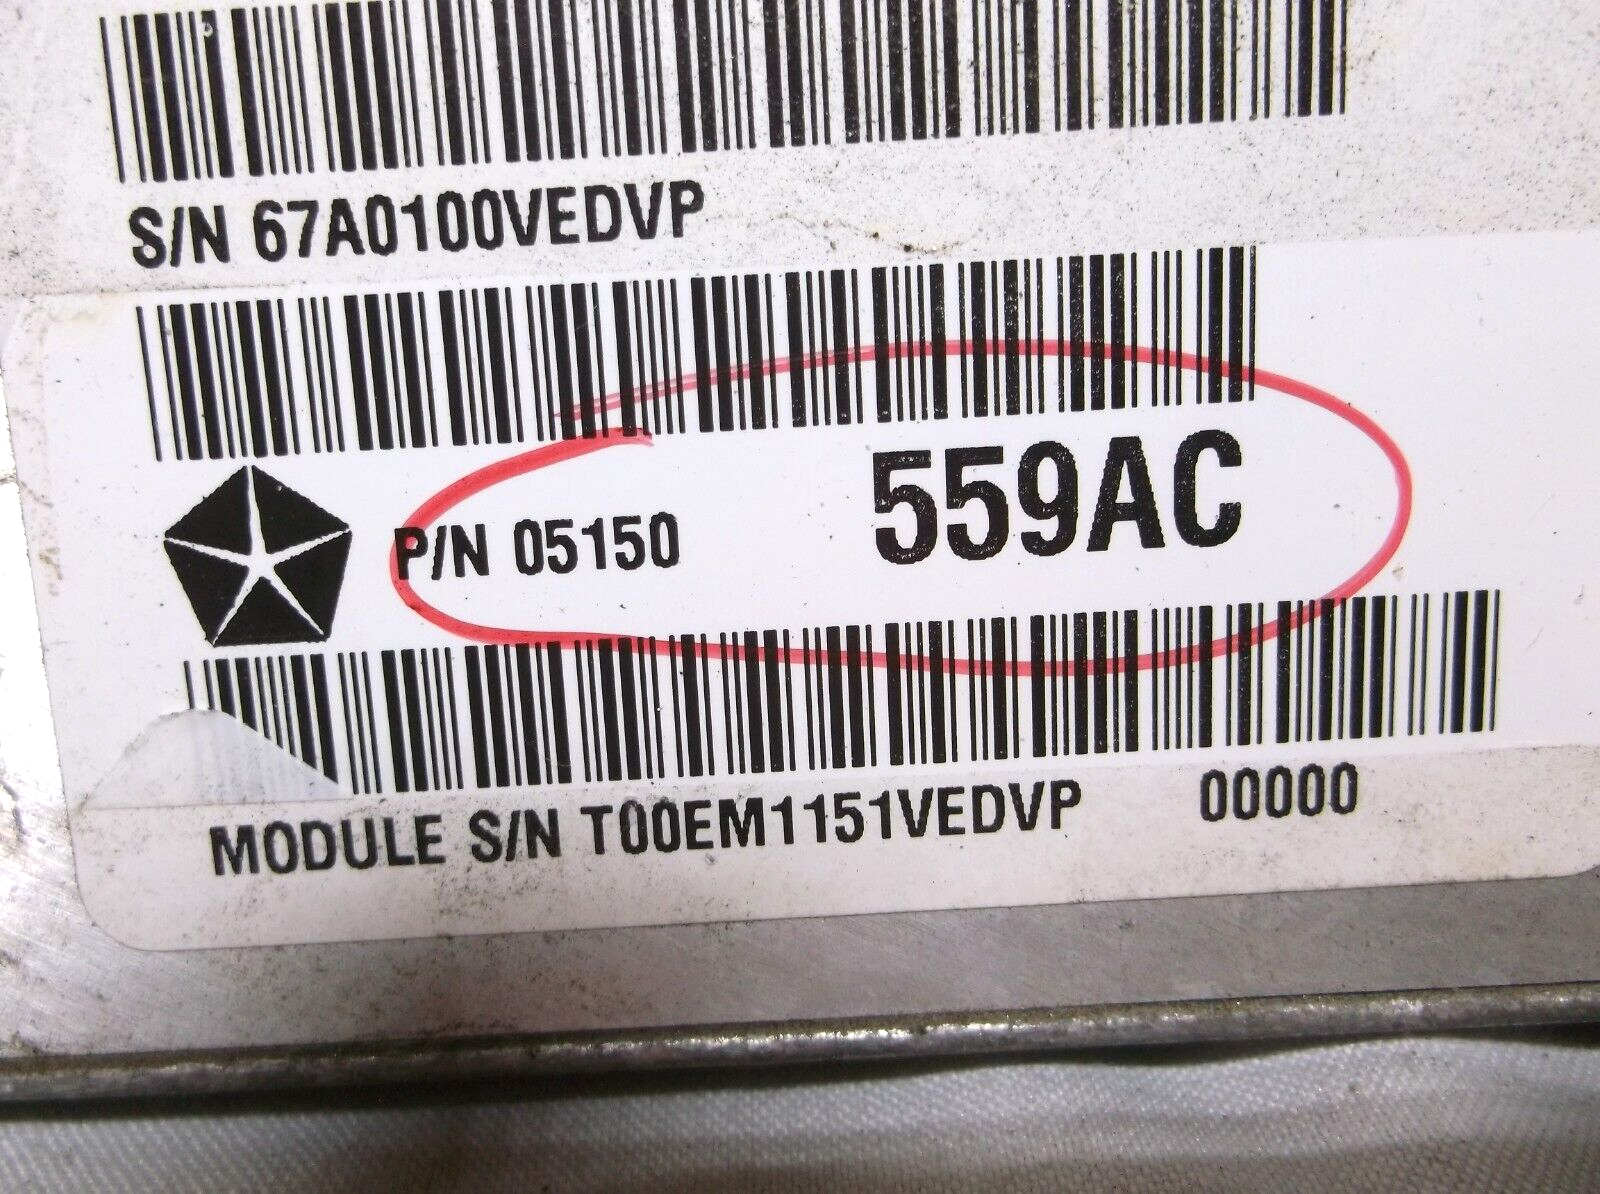 S/N 67A0100VEDVP
P/N 05150 559AC
MODULE S/N T00EM1151VEDVP 00000